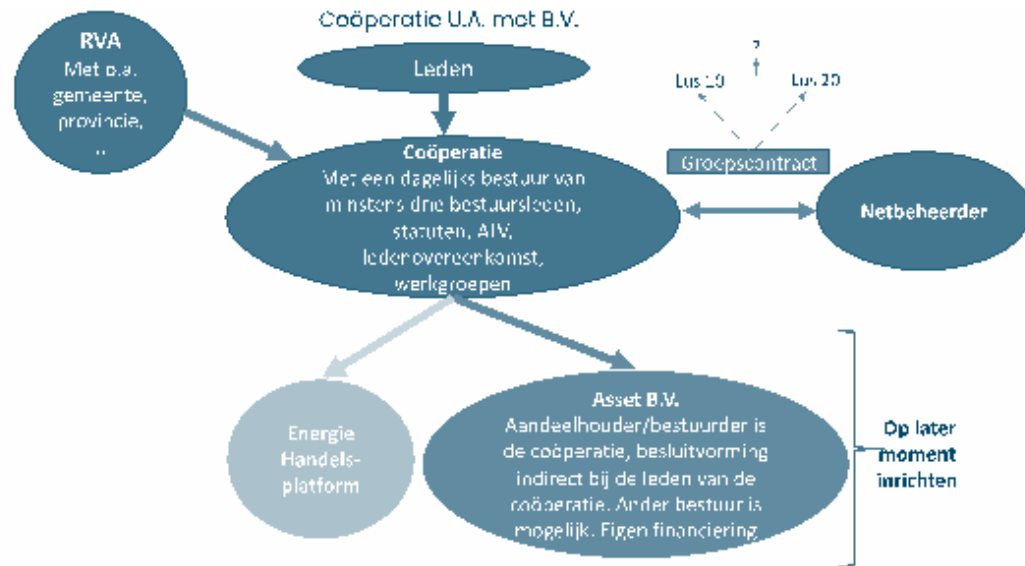 Coöperatie U.A. met B.V.
RVA
Met o.a.
gemeente,
provincie,
..
Leden
?
Lus 10
Lus 20
Groepscontract
Coöperatie
Met een dagelijks bestuur van
minstens drie bestuursleden,
statuten, ALV,
ledenovereenkomst,
werkgroepen
Netbeheerder
Energie
Handels-
platform
Asset B.V.
Aandeelhouder/bestuurder is
de coöperatie, besluitvorming
indirect bij de leden van de
coöperatie. Ander bestuur is
mogelijk. Eigen financiering
Op later
moment
inrichten